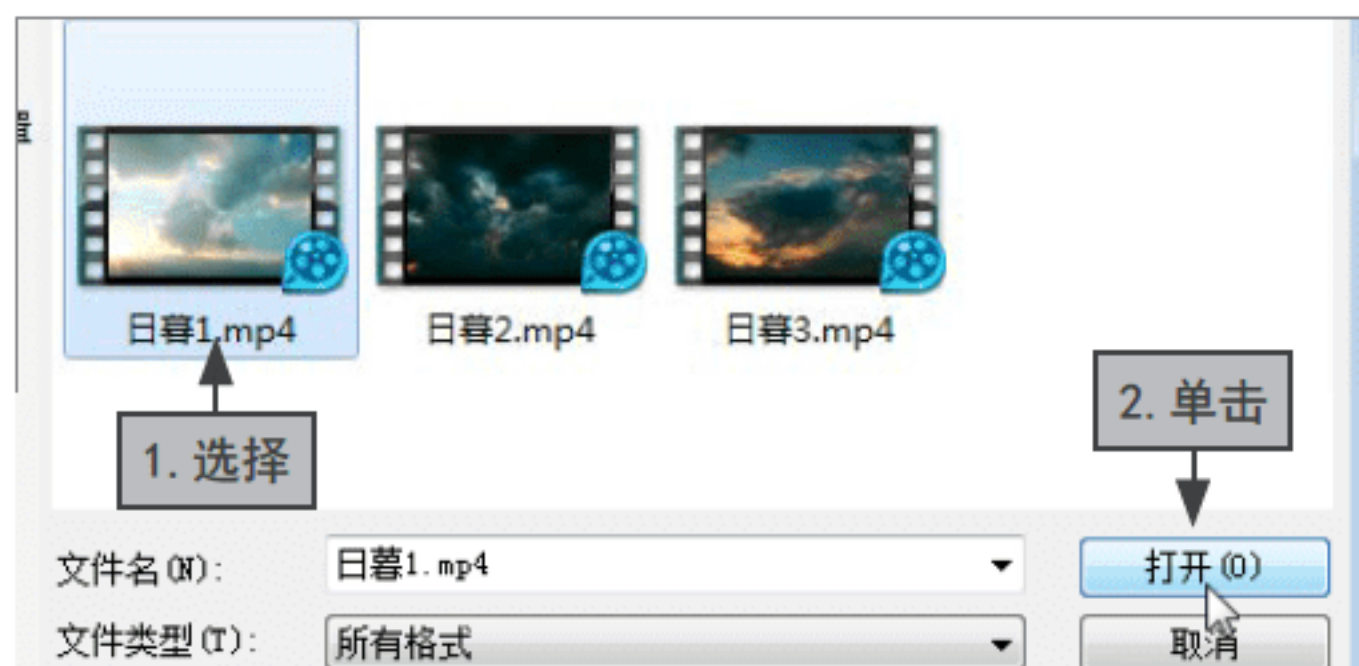 置
日暮1.mp4
日暮2.mp4
日暮3.mp4
1. 选择
2. 单击
文件名(N):
日暮1.mp4
打开(O)
文件类型(T):
所有格式
取消